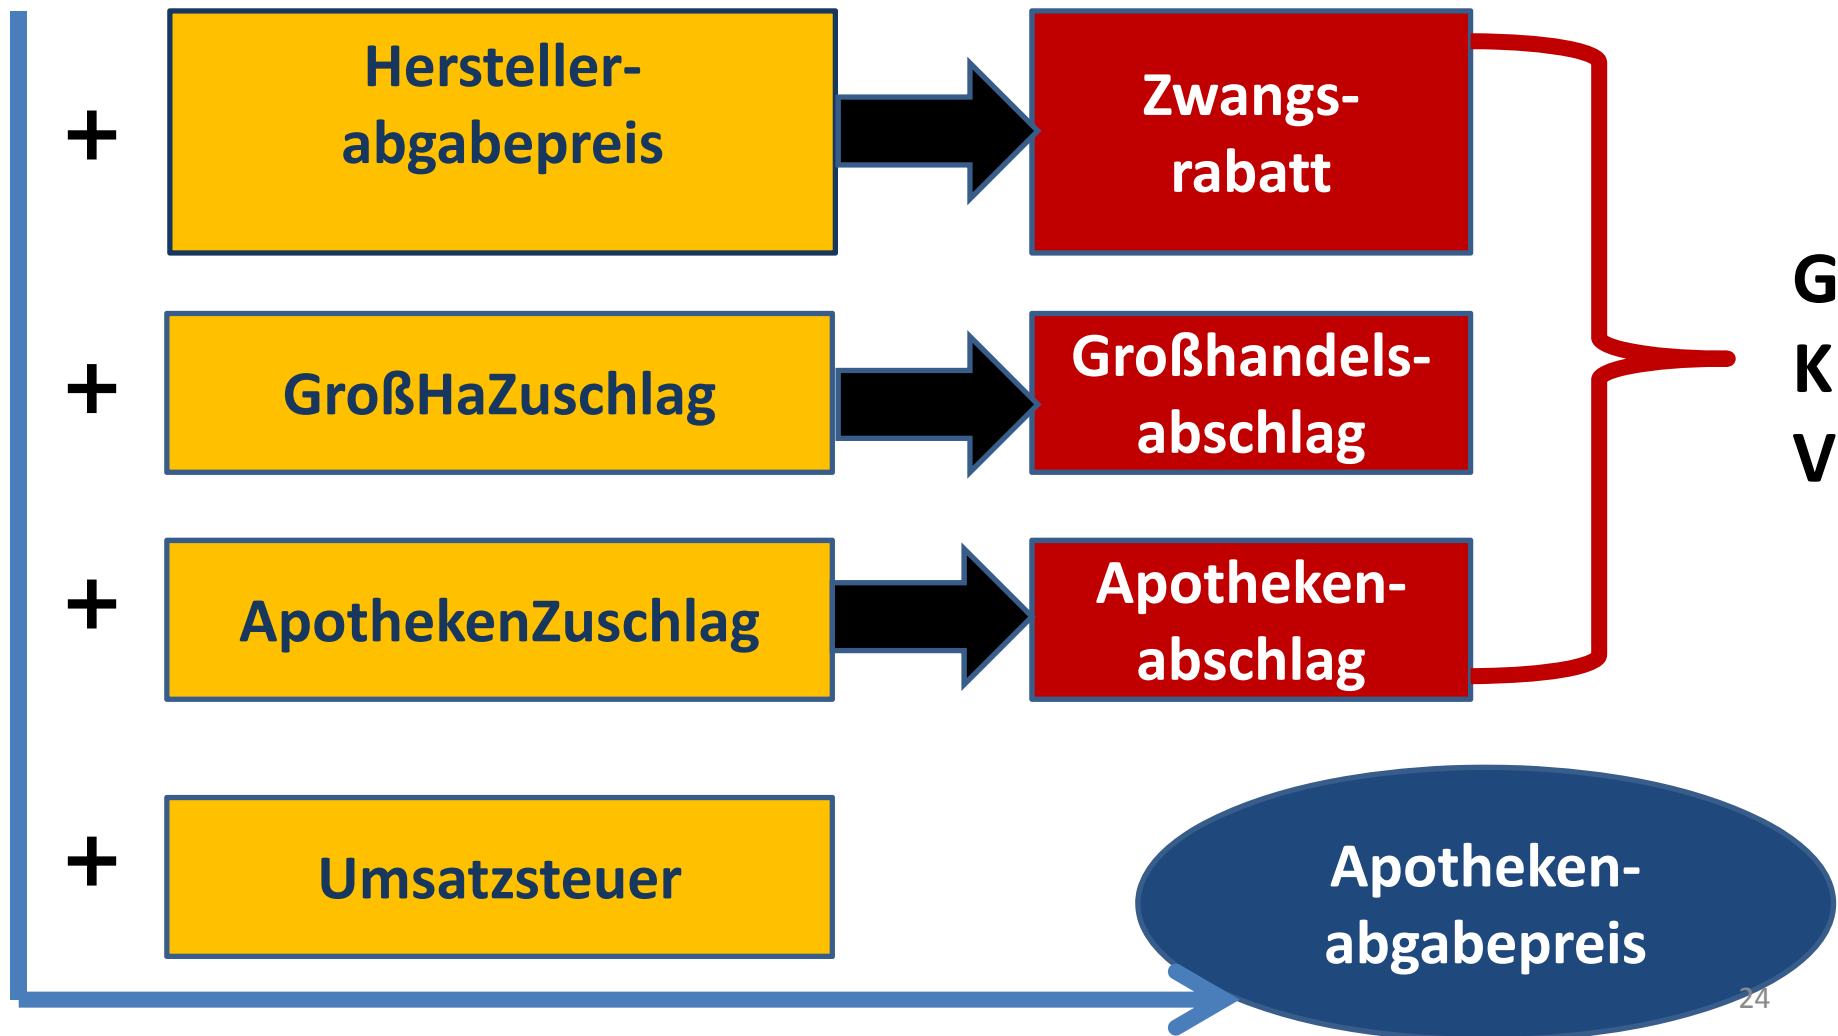 +
Hersteller-
abgabepreis
Zwangs-
rabatt
+
GroßHaZuschlag
Großhandels-
abschlag
+
ApothekenZuschlag
Apotheken-
abschlag
G
K
V
+
Umsatzsteuer
Apotheken-
abgabepreis
24